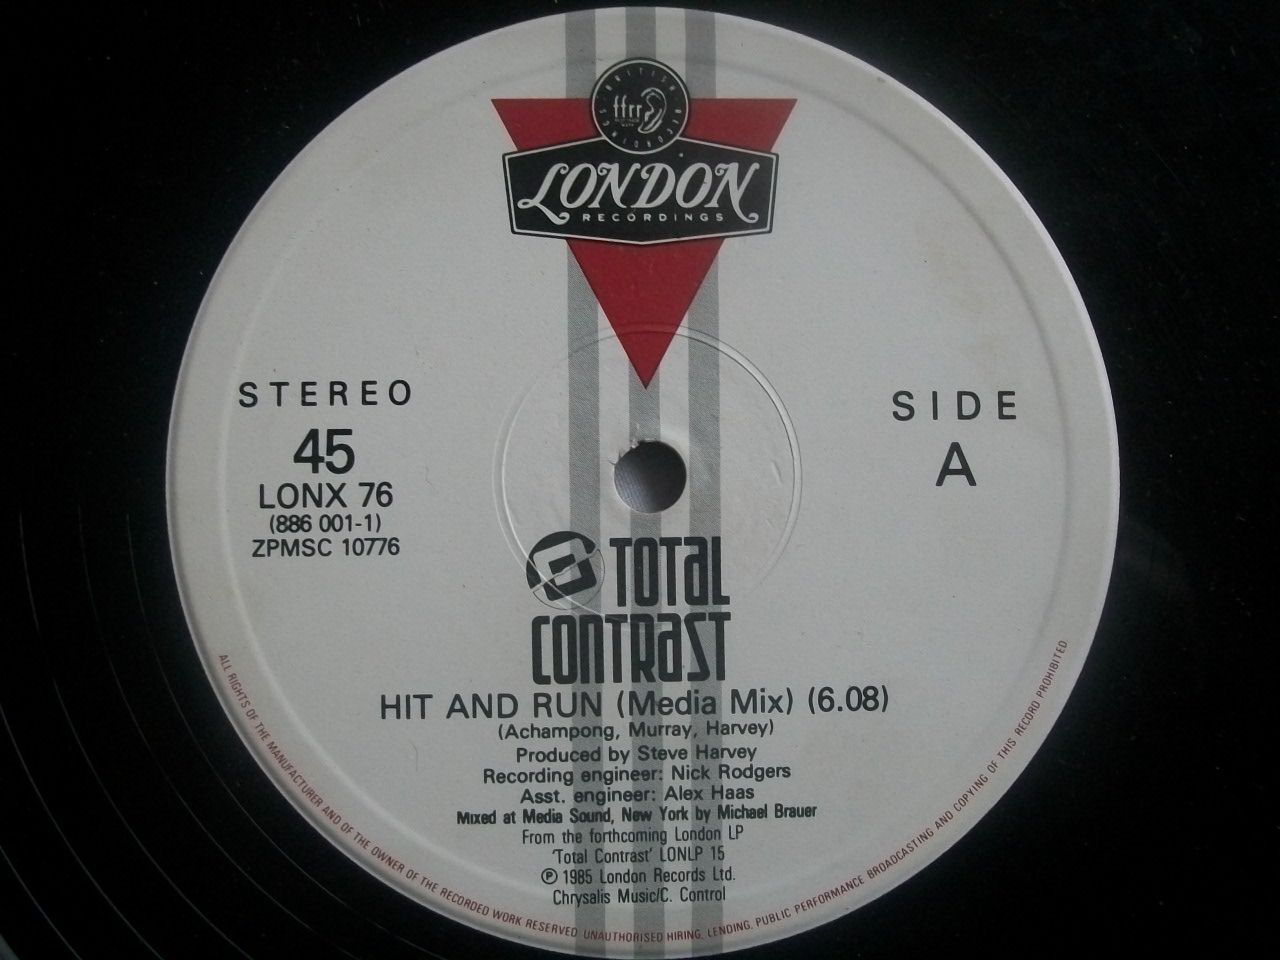 BRITISH RECORDINGS
ffrr
LONDON
RECORDINGS
STEREO
45
LONX 76
(886 001-1)
ZPMSC 10776
SIDE
A
TOTAL
CONTRAST
HIT AND RUN (Media Mix) (6.08)
(Achampong, Murray, Harvey)
Produced by Steve Harvey
Recording engineer: Nick Rodgers
Asst. engineer: Alex Haas
Mixed at Media Sound, New York by Michael Brauer
From the forthcoming London LP
'Total Contrast' LONLP 15
℗ 1985 London Records Ltd.
Chrysalis Music/C. Control
ALL RIGHTS OF THE MANUFACTURER AND OF THE OWNER OF THE RECORDED WORK RESERVED. UNAUTHORISED HIRING, LENDING, PUBLIC PERFORMANCE BROADCASTING AND COPYING OF THIS RECORD PROHIBITED